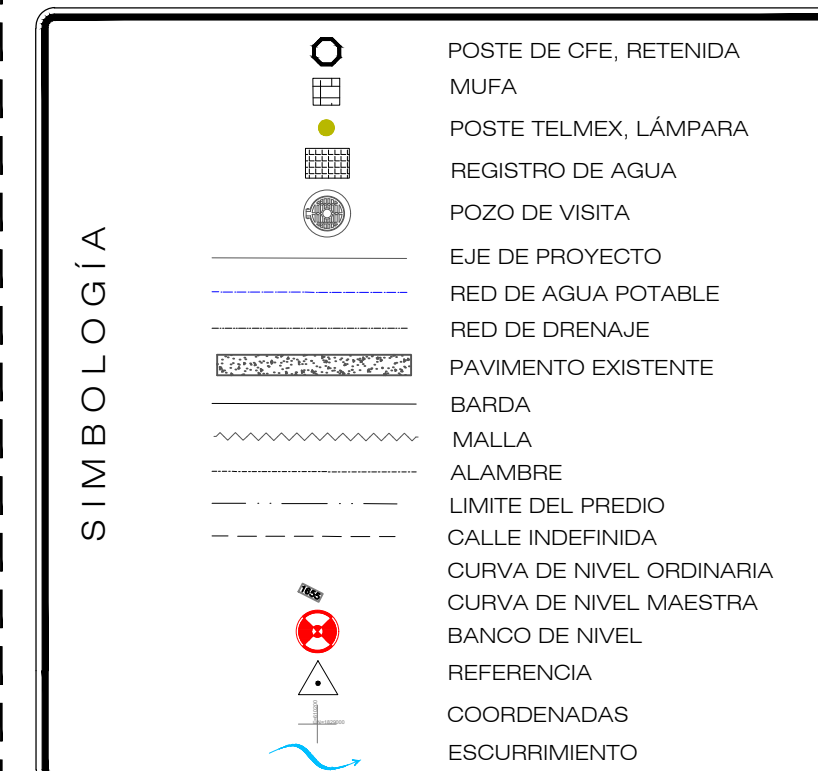 SIMBOLOGÍA
POSTE DE CFE, RETENIDA
MUFA
POSTE TELMEX, LÁMPARA
REGISTRO DE AGUA
POZO DE VISITA
EJE DE PROYECTO
RED DE AGUA POTABLE
RED DE DRENAJE
PAVIMENTO EXISTENTE
BARDA
MALLA
ALAMBRE
LIMITE DEL PREDIO
CALLE INDEFINIDA
CURVA DE NIVEL ORDINARIA
1655
CURVA DE NIVEL MAESTRA
BANCO DE NIVEL
REFERENCIA
COORDENADAS
ESCURRIMIENTO